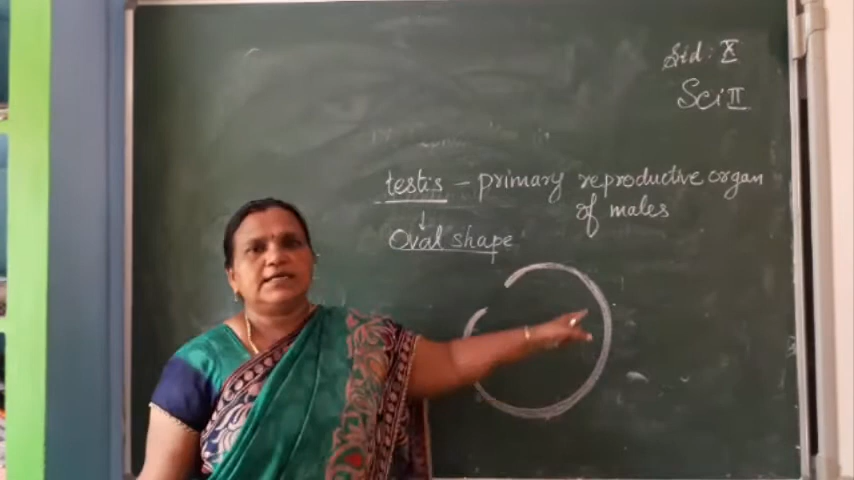 Std: X
Sci II
testis - primary reproductive organ
of males
↓
Oval shape